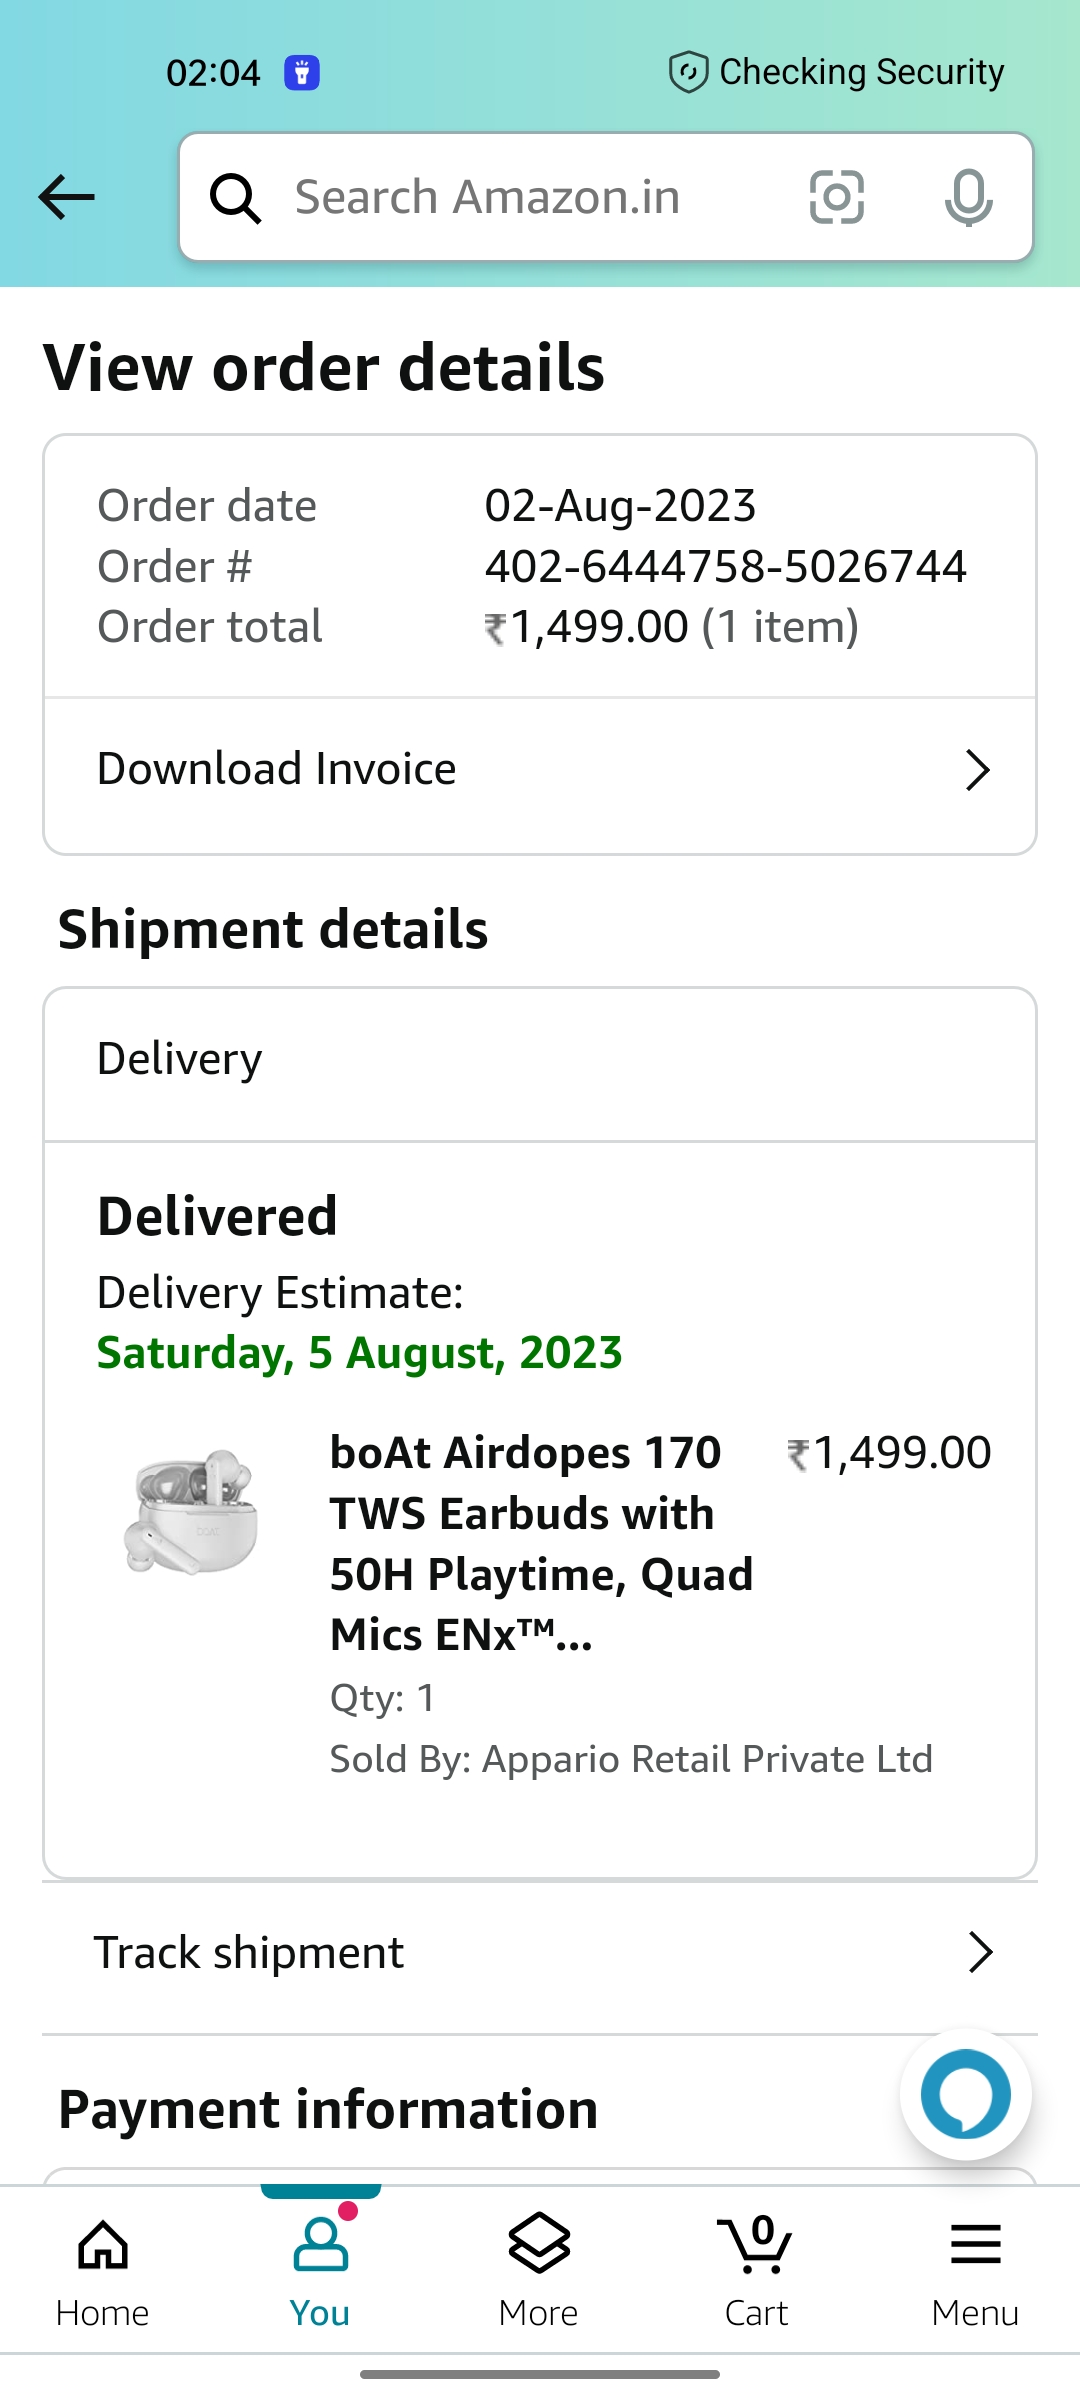 02:04 Checking Security
Search Amazon.in
View order details
Order date 02-Aug-2023
Order # 402-6444758-5026744
Order total ₹1,499.00 (1 item)
Download Invoice
Shipment details
Delivery
Delivered
Delivery Estimate:
Saturday, 5 August, 2023
boAt Airdopes 170 ₹1,499.00
TWS Earbuds with
50H Playtime, Quad
Mics ENx™...
Qty: 1
Sold By: Appario Retail Private Ltd
Track shipment
Payment information
0
Home You More Cart Menu